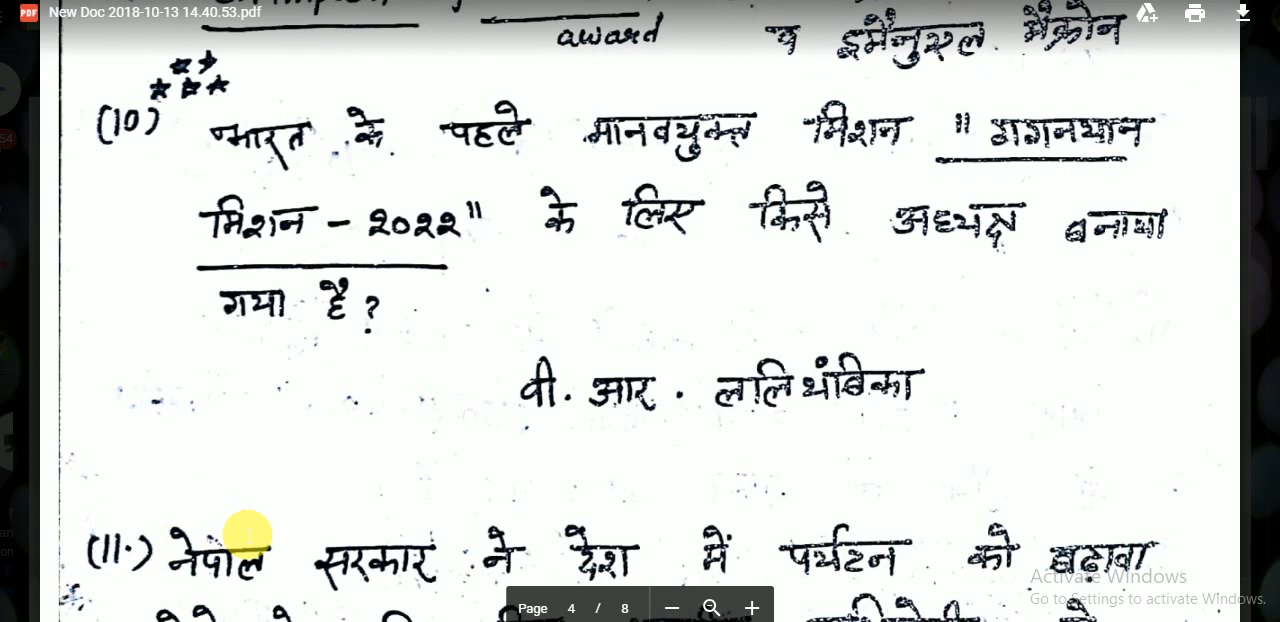 New Doc 2018-10-13 14.40.53.pdf
award व इमैनुएल मैक्रोन
(10) भारत के पहले मानवयुक्त मिशन "गगनयान
मिशन - २०२२" के लिए किसे अध्यक्ष बनाया
गया है?
वी. आर. ललिथंबिका
(11.) नेपाल सरकार ने देश में पर्यटन को बढ़ावा
Activate Windows
Go to Settings to activate Windows.
Page 4 / 8